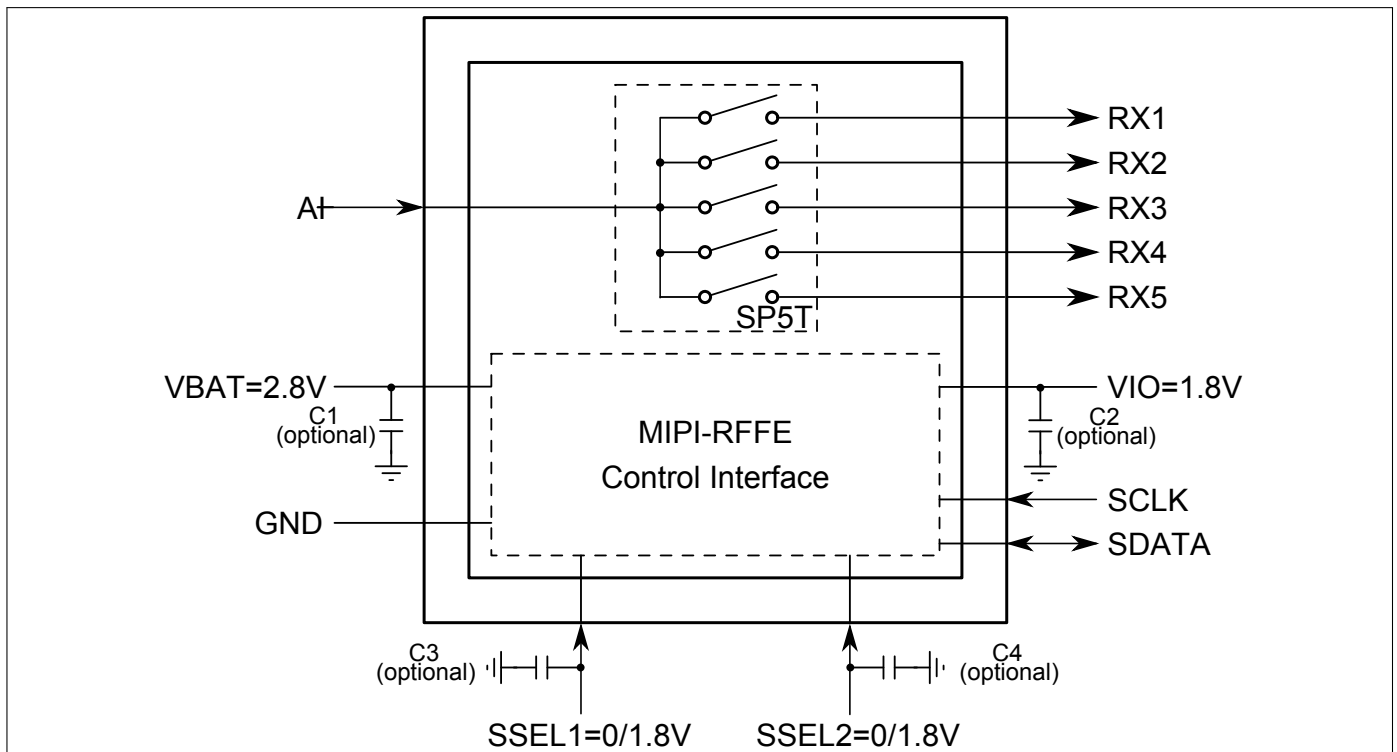 RX1
RX2
AI
RX3
RX4
RX5
SP5T
VBAT=2.8V
VIO=1.8V
C1
(optional)
C2
(optional)
MIPI-RFFE
Control Interface
SCLK
GND
SDATA
C3
(optional)
C4
(optional)
SSEL1=0/1.8V
SSEL2=0/1.8V